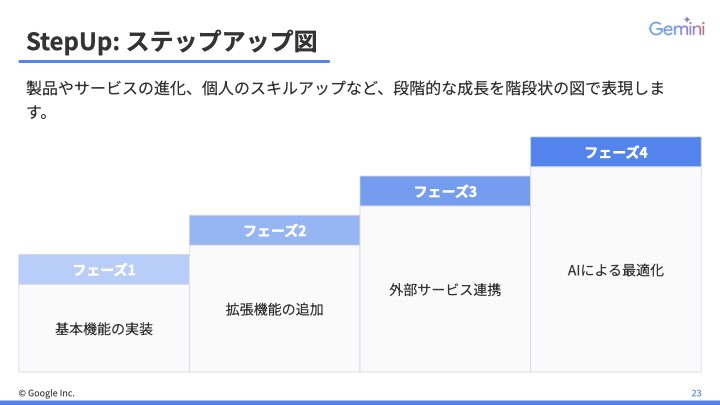 StepUp: ステップアップ図
Gemini
製品やサービスの進化、個人のスキルアップなど、段階的な成長を階段状の図で表現しま
す。
フェーズ1
基本機能の実装
フェーズ2
拡張機能の追加
フェーズ3
外部サービス連携
フェーズ4
AIによる最適化
© Google Inc.
23